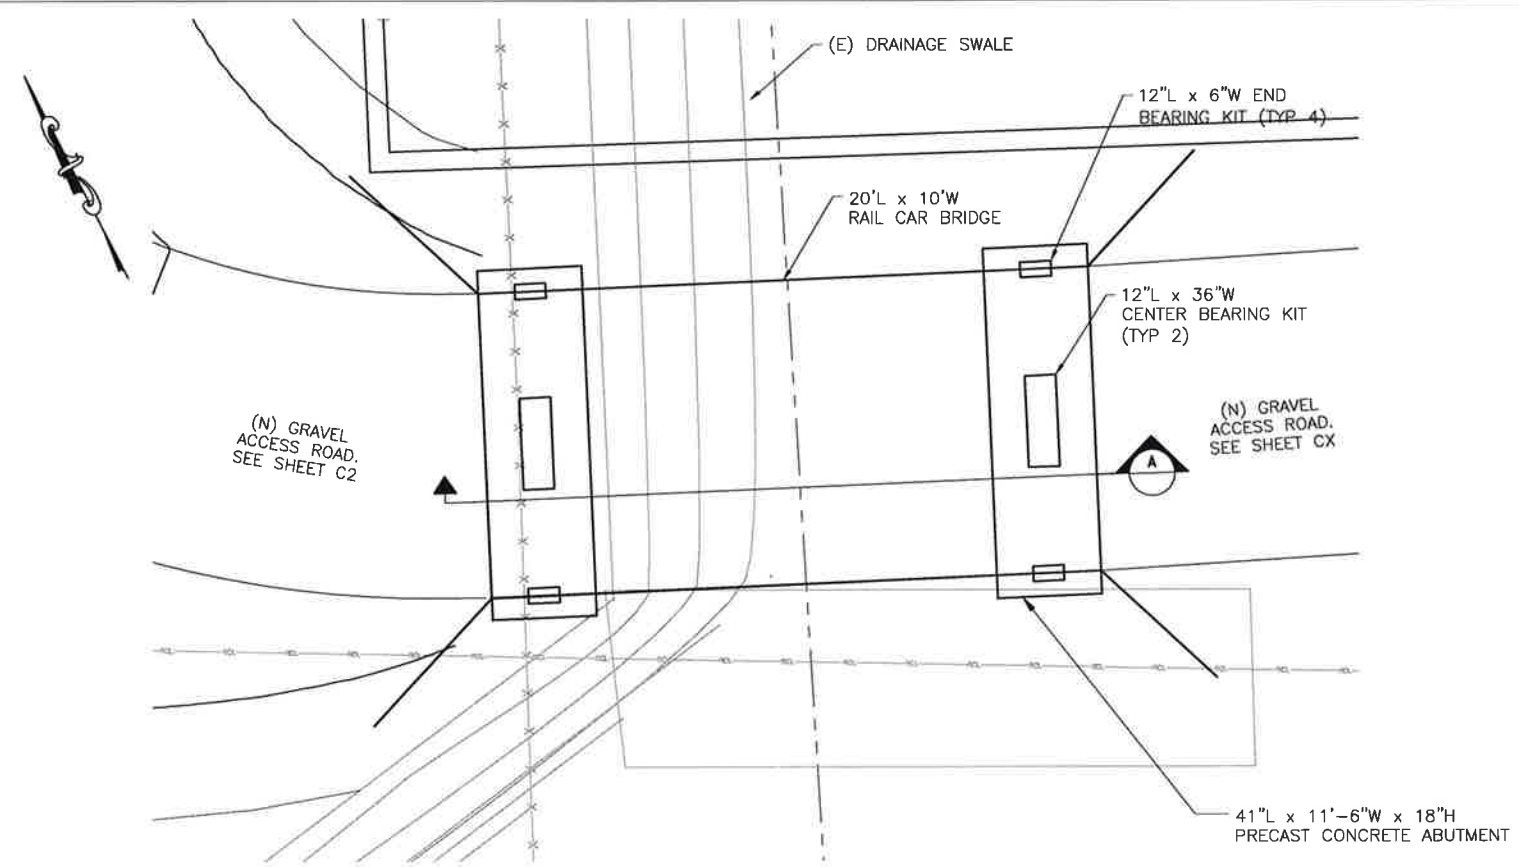 (E) DRAINAGE SWALE
12"L x 6"W END
BEARING KIT (TYP 4)
20'L x 10'W
RAIL CAR BRIDGE
12"L x 36"W
CENTER BEARING KIT
(TYP 2)
(N) GRAVEL
ACCESS ROAD.
SEE SHEET C2
(N) GRAVEL
ACCESS ROAD.
SEE SHEET CX
A
41"L x 11'-6"W x 18"H
PRECAST CONCRETE ABUTMENT